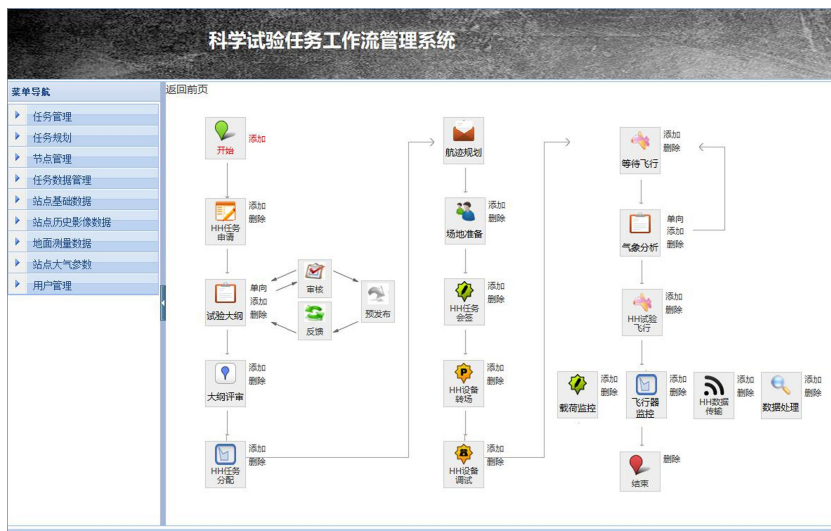 科学试验任务工作流管理系统
菜单导航
任务管理
任务规划
节点管理
任务数据管理
站点基础数据
站点历史影像数据
地面测量数据
站点大气参数
用户管理
返回前页
开始
添加
HH任务
申请
添加
删除
试验大纲
单向
添加
删除
审核
反馈
预发布
大纲评审
添加
删除
HH任务
分配
添加
删除
航迹规划
场地准备
添加
删除
HH任务
会签
添加
删除
HH设备
转场
添加
删除
HH设备
调试
添加
删除
等待飞行
添加
删除
气象分析
单向
添加
删除
HH试验
飞行
添加
删除
载荷监控
添加
删除
飞行器
监控
添加
删除
HH数据
传输
添加
删除
数据处理
添加
删除
结束
删除